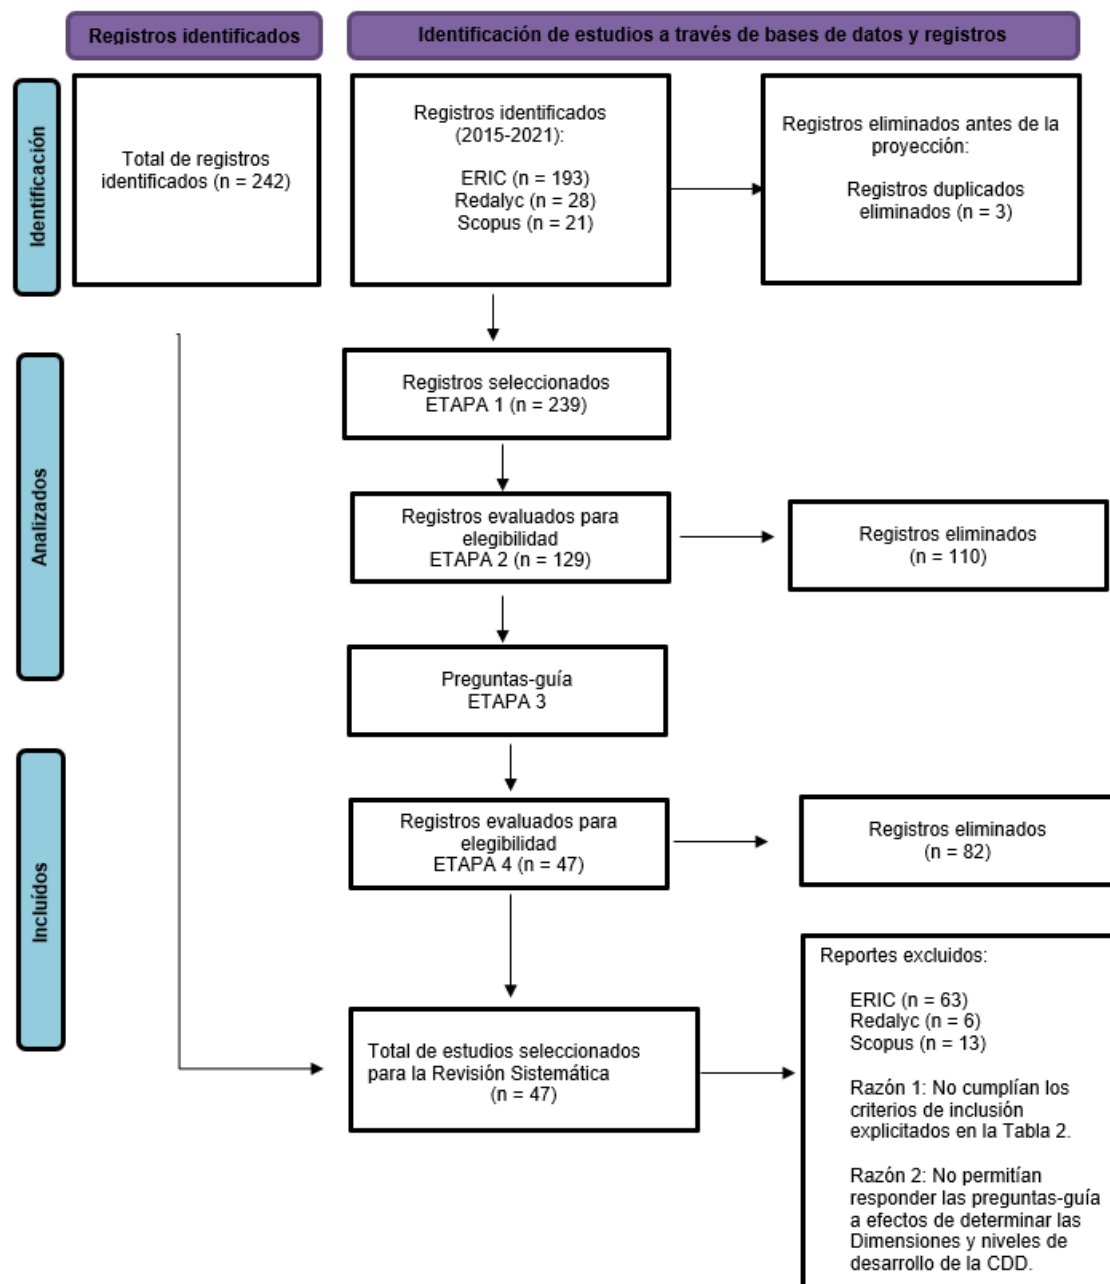 Registros identificados
Identificación de estudios a través de bases de datos y registros
Identificación
Total de registros
identificados (n = 242)
Registros identificados
(2015-2021):
ERIC (n = 193)
Redalyc (n = 28)
Scopus (n = 21)
Registros eliminados antes de la
proyección:
Registros duplicados
eliminados (n = 3)
Analizados
Registros seleccionados
ETAPA 1 (n = 239)
Registros evaluados para
elegibilidad
ETAPA 2 (n = 129)
Registros eliminados
(n = 110)
Preguntas-guía
ETAPA 3
Incluídos
Registros evaluados para
elegibilidad
ETAPA 4 (n = 47)
Registros eliminados
(n = 82)
Total de estudios seleccionados
para la Revisión Sistemática
(n = 47)
Reportes excluidos:
ERIC (n = 63)
Redalyc (n = 6)
Scopus (n = 13)
Razón 1: No cumplían los
criterios de inclusión
explicitados en la Tabla 2.
Razón 2: No permitían
responder las preguntas-guía
a efectos de determinar las
Dimensiones y niveles de
desarrollo de la CDD.